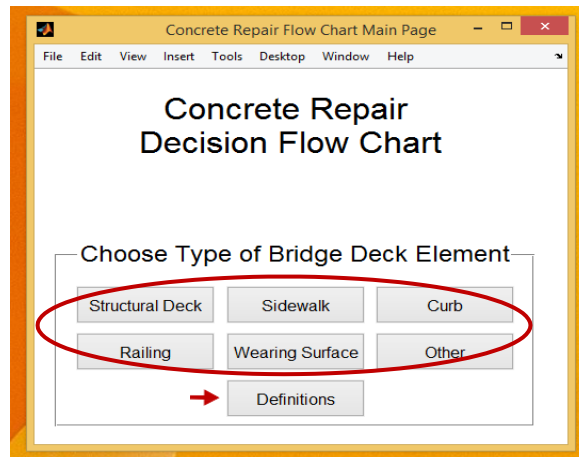 Concrete Repair Flow Chart Main Page
File Edit View Insert Tools Desktop Window Help
Concrete Repair
Decision Flow Chart
Choose Type of Bridge Deck Element
Structural Deck Sidewalk Curb
Railing Wearing Surface Other
Definitions